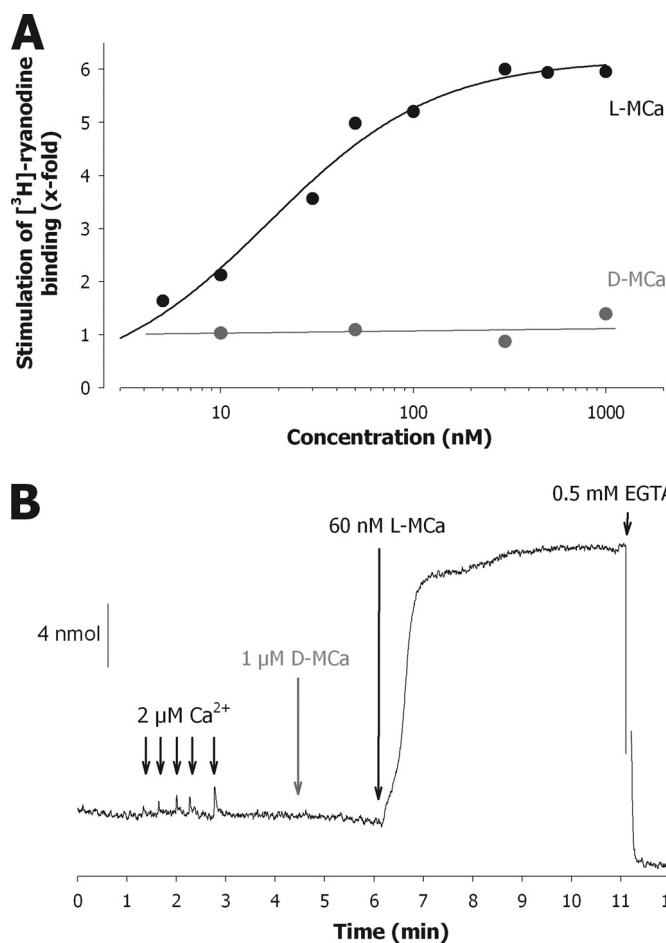 A
Stimulation of [³H]-ryanodine
binding (x-fold)
6
5
4
3
2
1
0
L-MCa
D-MCa
10
100
1000
Concentration (nM)
B
0.5 mM EGTA
60 nM L-MCa
4 nmol
1 µM D-MCa
2 µM Ca²⁺
0 1 2 3 4 5 6 7 8 9 10 11 1
Time (min)